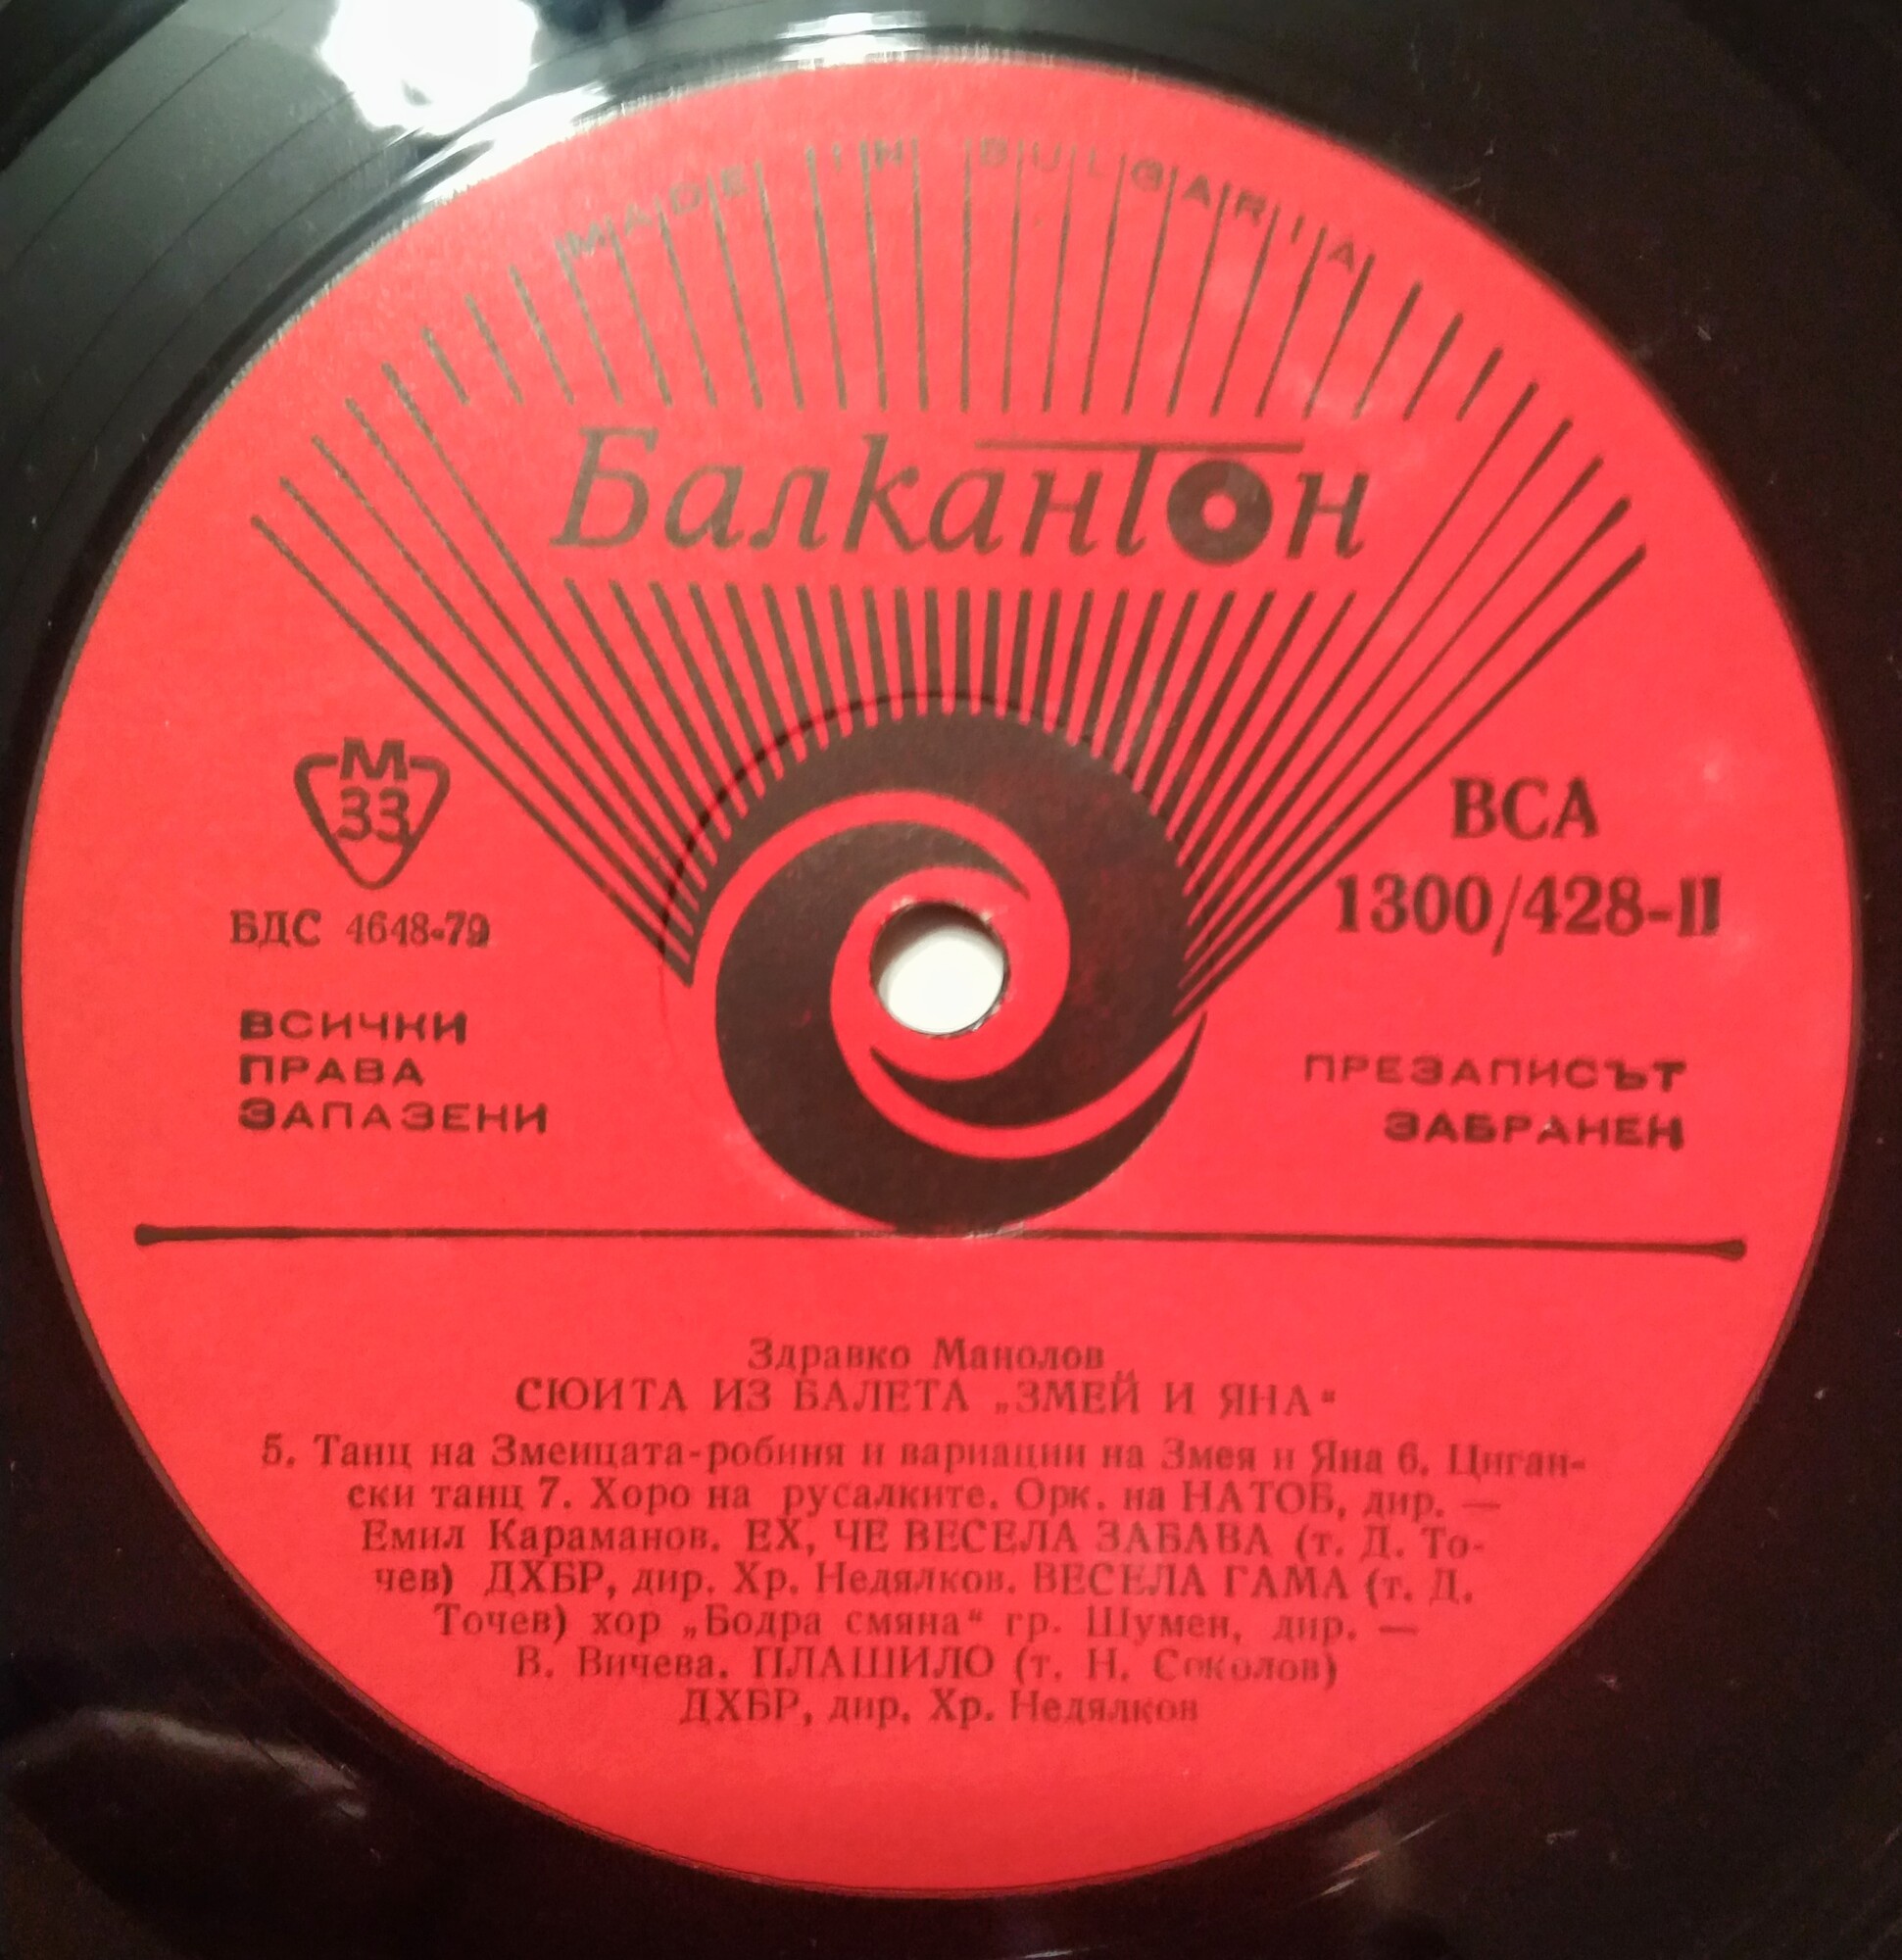 MADE IN BULGARIA
Балкантон
М
33
БДС 4648-79
ВСИЧКИ
ПРАВА
ЗАПАЗЕНИ
ВСА
1300/428-II
ПРЕЗАПИСЪТ
ЗАБРАНЕН
Здравко Манолов
СЮИТА ИЗ БАЛЕТА „ЗМЕЙ И ЯНА“
5. Танц на Змеицата-робиня и вариации на Змея и Яна 6. Циган-
ски танц 7. Хоро на русалките. Орк. на НАТОБ, дир. —
Емил Караманов. ЕХ, ЧЕ ВЕСЕЛА ЗАБАВА (т. Д. То-
чев) ДХБР, дир. Хр. Недялков. ВЕСЕЛА ГАМА (т. Д.
Точев) хор „Бодра смяна“ гр. Шумен, дир. —
В. Вичева. ПЛАШИЛО (т. Н. Соколов)
ДХБР, дир. Хр. Недялков